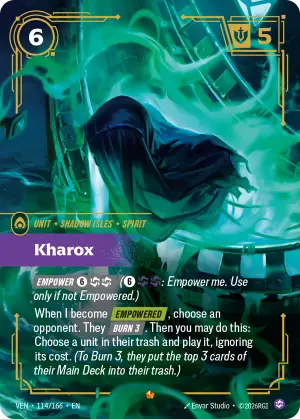 6
5
UNIT • SHADOW ISLES • SPIRIT
Kharox
EMPOWER 6 (6 : Empower me. Use
only if not Empowered.)
When I become EMPOWERED, choose an
opponent. They BURN 3. Then you may do this:
Choose a unit in their trash and play it, ignoring
its cost. (To Burn 3, they put the top 3 cards of
their Main Deck into their trash.)
VEN • 114/166 • EN
Envar Studio • ©2026RGI